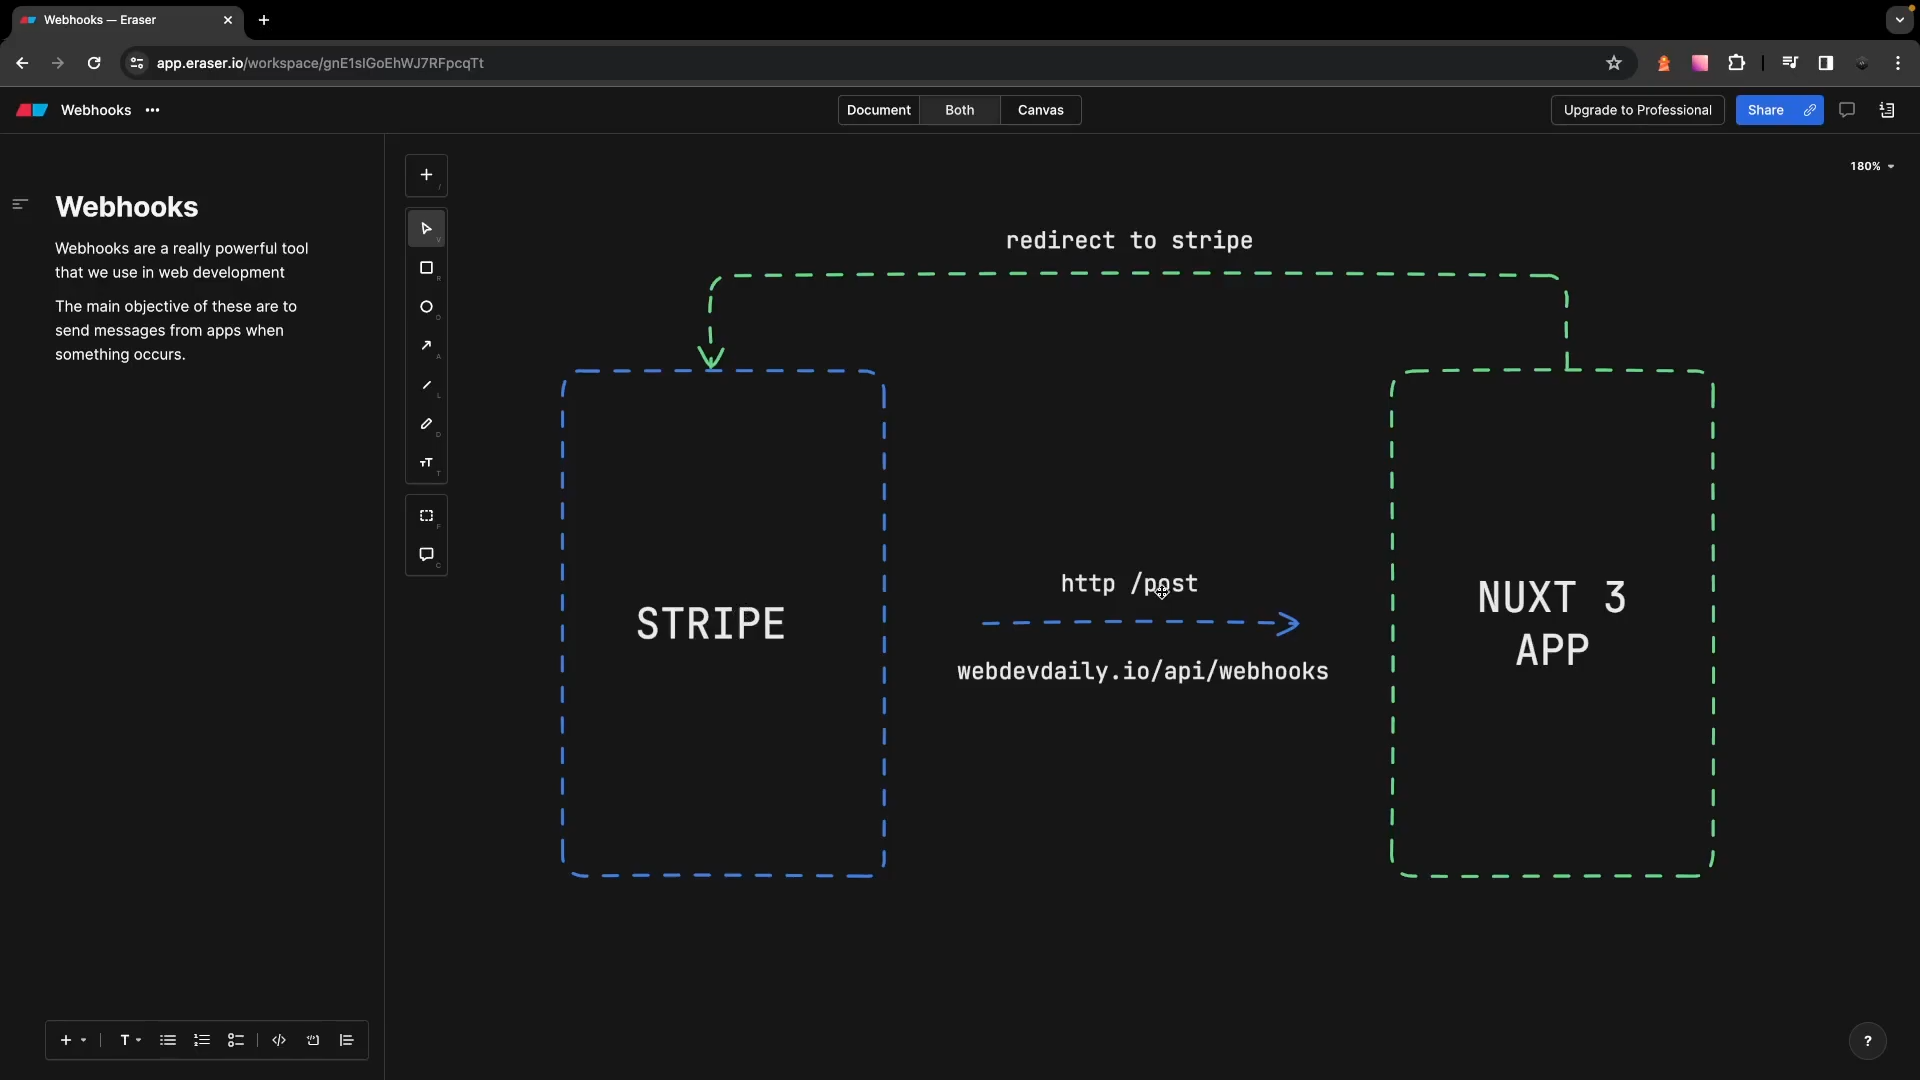 Webhooks — Eraser
app.eraser.io/workspace/gnE1slGoEhWJ7RFpcqTt
Webhooks
Document
Both
Canvas
Upgrade to Professional
Share
180%
Webhooks
Webhooks are a really powerful tool
that we use in web development
The main objective of these are to
send messages from apps when
something occurs.
/
V
R
O
A
L
D
T
F
C
redirect to stripe
STRIPE
http /post
webdevdaily.io/api/webhooks
NUXT 3
APP
T
?